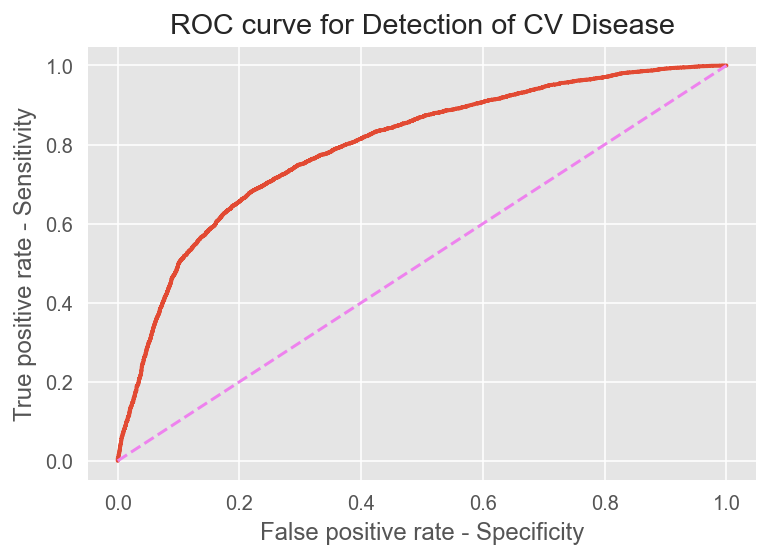 ROC curve for Detection of CV Disease
True positive rate - Sensitivity
1.0
0.8
0.6
0.4
0.2
0.0
0.0 0.2 0.4 0.6 0.8 1.0
False positive rate - Specificity